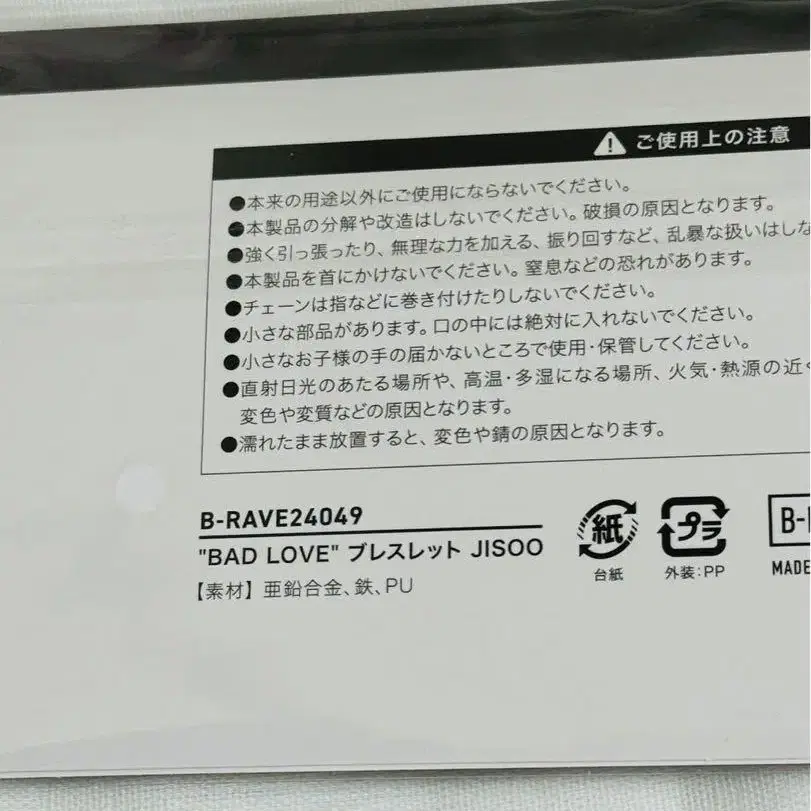 ご使用上の注意
●本来の用途以外にご使用にならないでください。
●本製品の分解や改造はしないでください。破損の原因となります。
●強く引っ張ったり、無理な力を加える、振り回すなど、乱暴な扱いはしな
●本製品を首にかけないでください。窒息などの恐れがあります。
●チェーンは指などに巻き付けたりしないでください。
●小さな部品があります。口の中には絶対に入れないでください。
●小さなお子様の手の届かないところで使用・保管してください。
●直射日光のあたる場所や、高温・多湿になる場所、火気・熱源の近く
変色や変質などの原因となります。
●濡れたまま放置すると、変色や錆の原因となります。
B-RAVE24049
"BAD LOVE" ブレスレット JISOO
【素材】亜鉛合金、鉄、PU
紙
台紙
プラ
外装:PP
B-
MADE